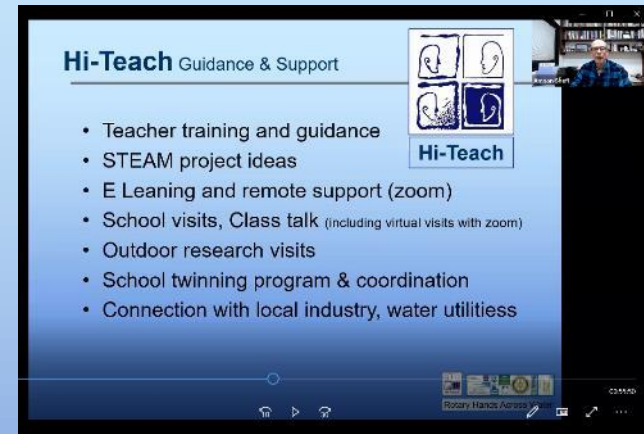 Hi-Teach Guidance & Support
Hi-Teach
• Teacher training and guidance
• STEAM project ideas
• E Leaning and remote support (zoom)
• School visits, Class talk (including virtual visits with zoom)
• Outdoor research visits
• School twinning program & coordination
• Connection with local industry, water utilitiess
Rotary Hands Across Water
10
30